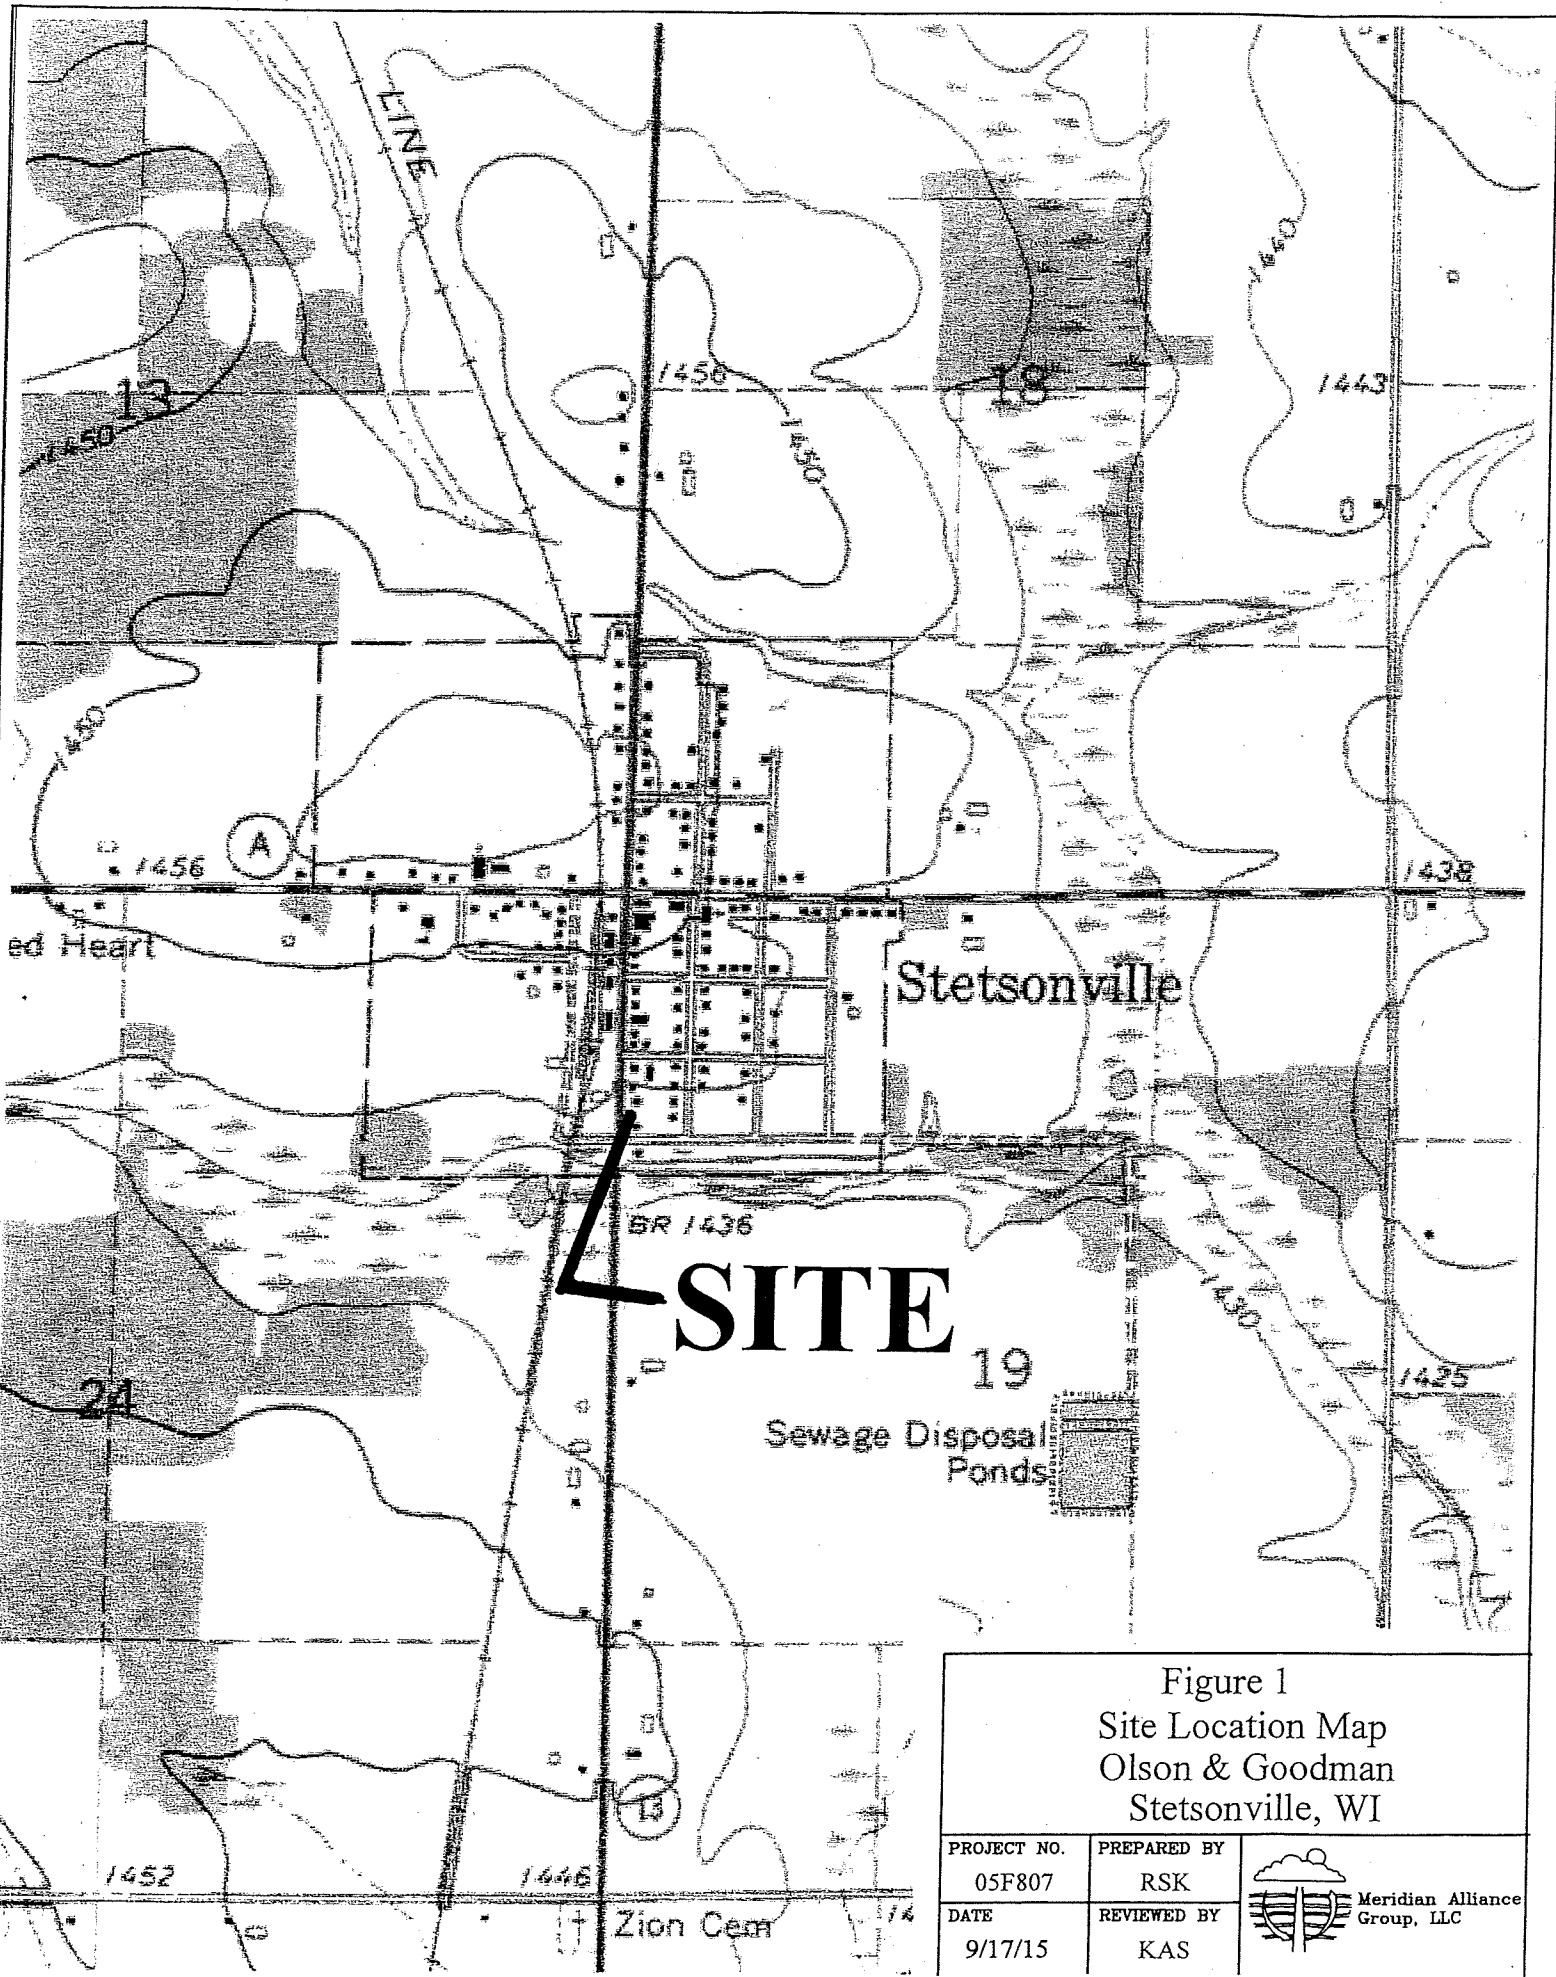 LINE
1440
13
1456
18
1443
1450
1450
1450
A
1456
1438
ed Heart
Stetsonville
BR 1436
SITE
1430
19
24
1425
Sewage Disposal
Ponds
13
1452
1446
Zion Cem
14
Figure 1
Site Location Map
Olson & Goodman
Stetsonville, WI
PROJECT NO.
05F807
PREPARED BY
RSK
DATE
9/17/15
REVIEWED BY
KAS
Meridian Alliance
Group, LLC